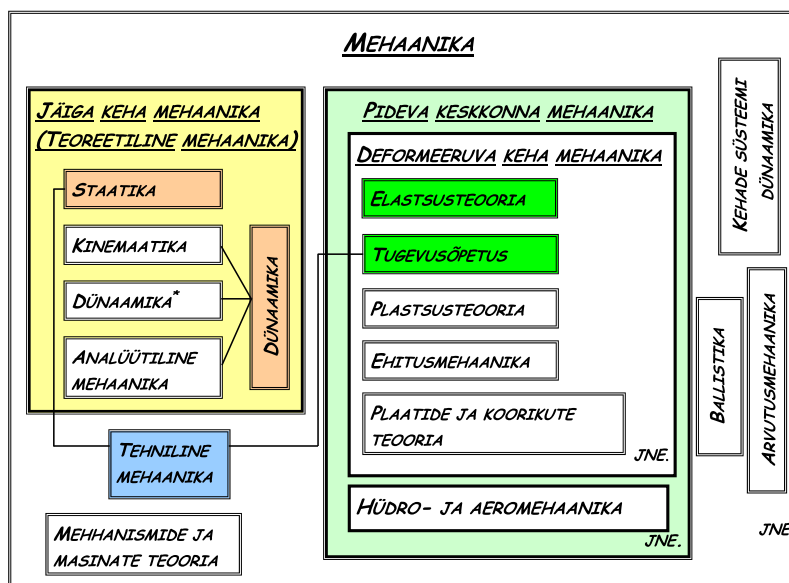 MEHAANIKA
JÄIGA KEHA MEHAANIKA
(TEOREETILINE MEHAANIKA)
STAATIKA
KINEMAATIKA
DÜNAAMIKA*
ANALÜÜTILINE
MEHAANIKA
DÜNAAMIKA
TEHNILINE
MEHAANIKA
MEHHANISMIDE JA
MASINATE TEOORIA
PIDEVA KESKKONNA MEHAANIKA
DEFORMEERUVA KEHA MEHAANIKA
ELASTSUSTEOORIA
TUGEVUSÕPETUS
PLASTSUSTEOORIA
EHITUSMEHAANIKA
PLAATIDE JA KOORIKUTE
TEOORIA
JNE.
HÜDRO- JA AEROMEHAANIKA
JNE.
KEHADE SÜSTEEMI
DÜNAAMIKA
BALLISTIKA
ARVUTUSMEHAANIKA
JNE